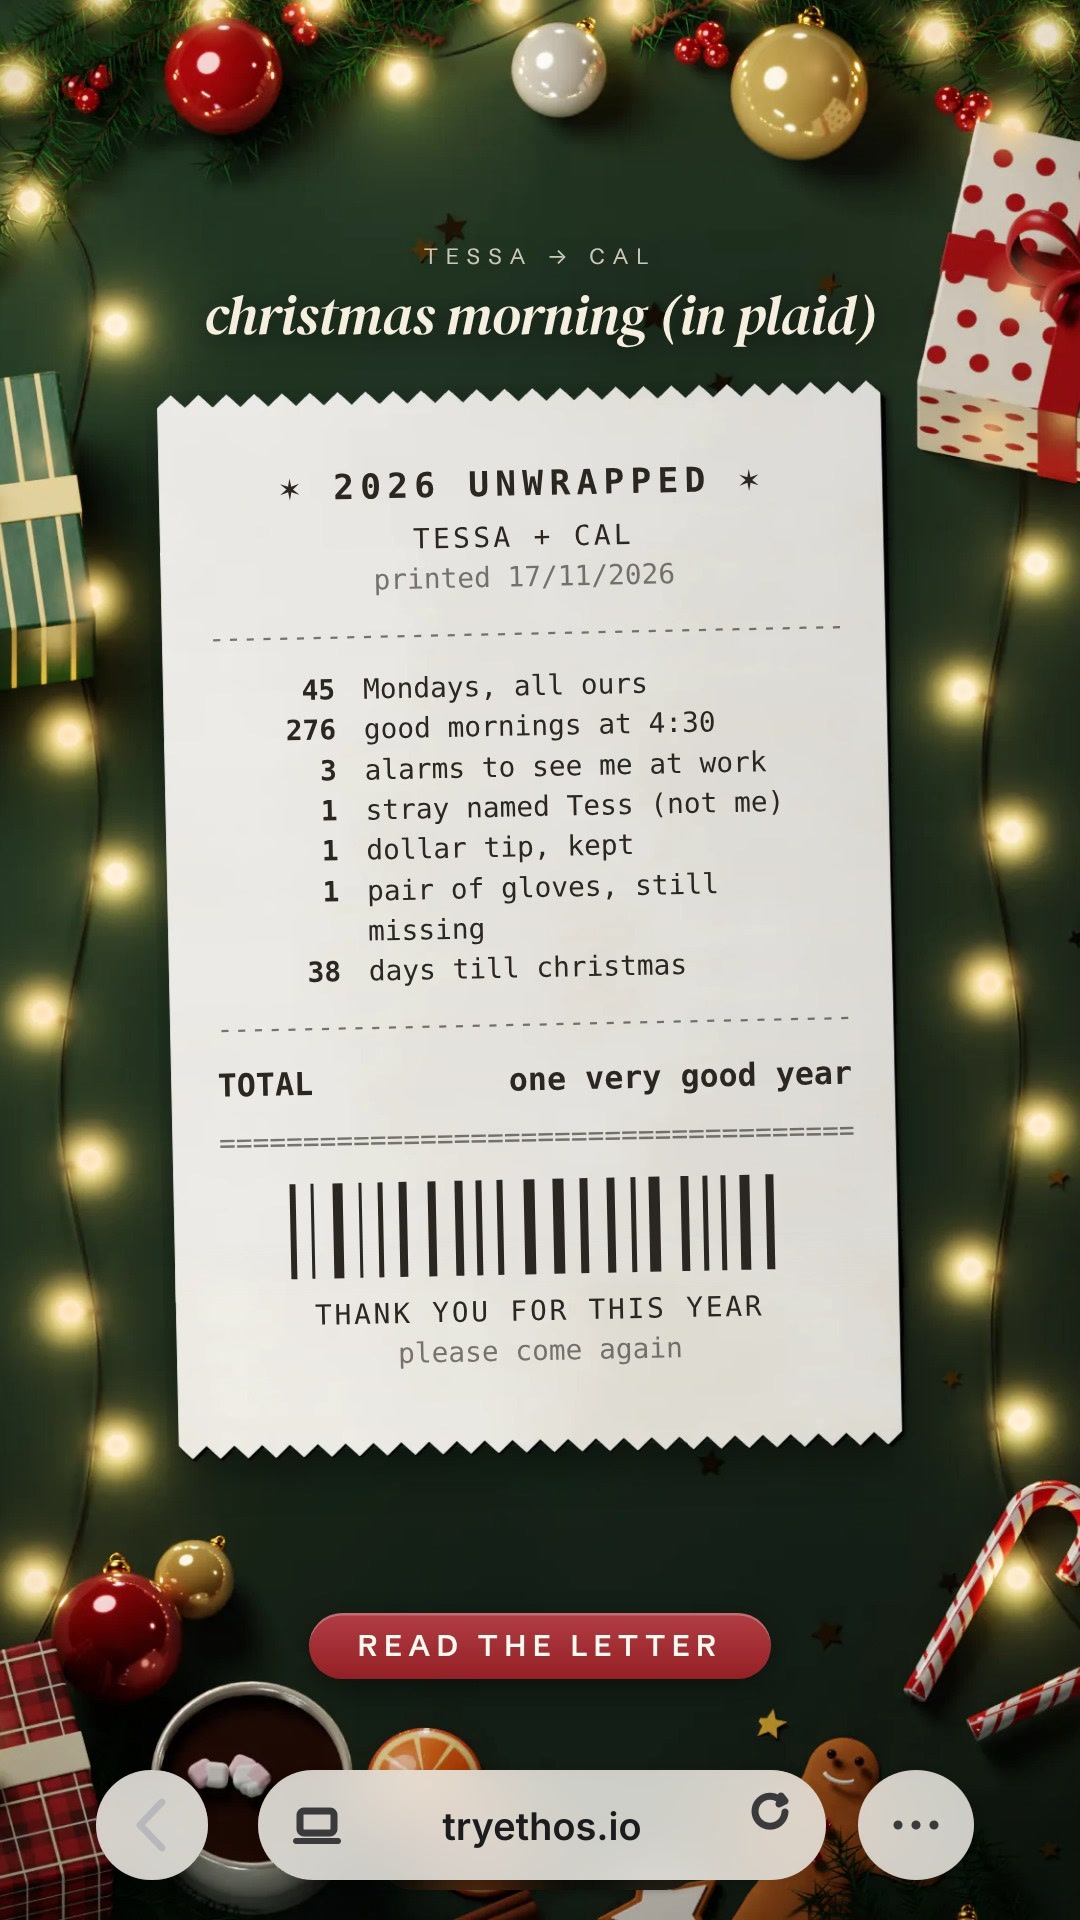 TESSA → CAL
christmas morning (in plaid)
✶ 2026 UNWRAPPED ✶
TESSA + CAL
printed 17/11/2026
45 Mondays, all ours
276 good mornings at 4:30
3 alarms to see me at work
1 stray named Tess (not me)
1 dollar tip, kept
1 pair of gloves, still
missing
38 days till christmas
TOTAL one very good year
THANK YOU FOR THIS YEAR
please come again
READ THE LETTER
tryethos.io